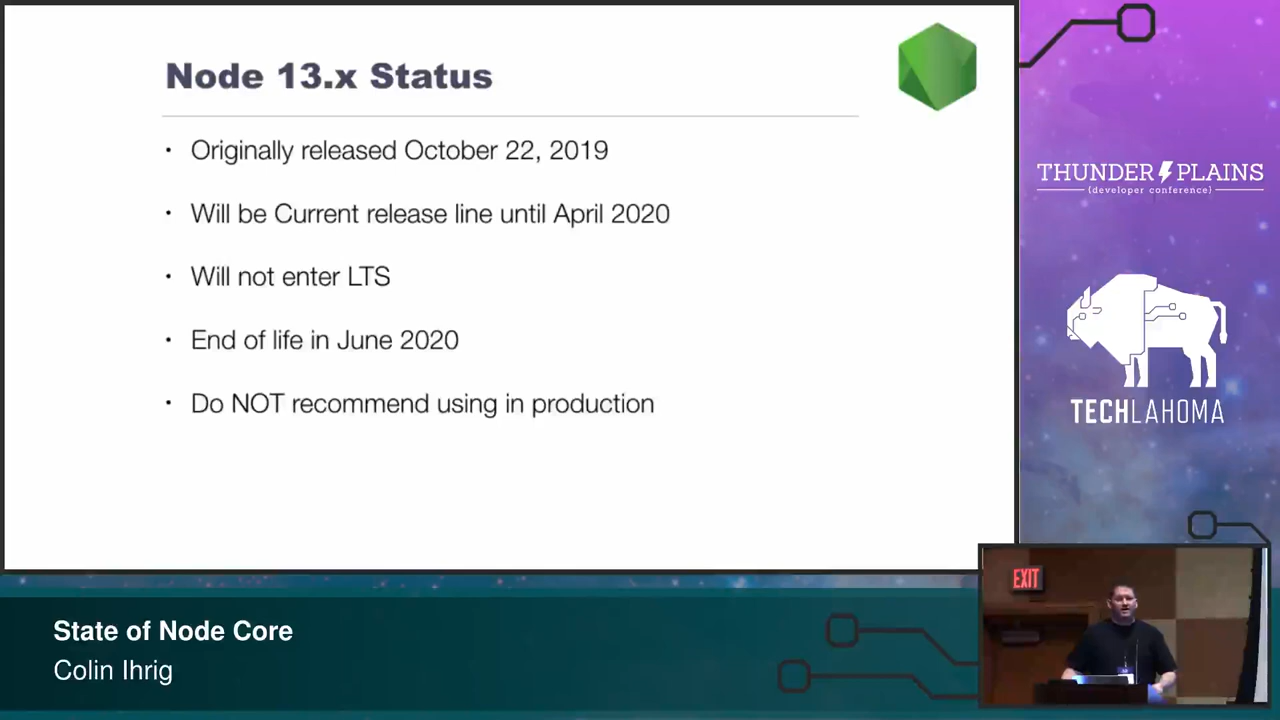 Node 13.x Status
• Originally released October 22, 2019
• Will be Current release line until April 2020
• Will not enter LTS
• End of life in June 2020
• Do NOT recommend using in production
THUNDER PLAINS
{developer conference}
TECHLAHOMA
EXIT
State of Node Core
Colin Ihrig